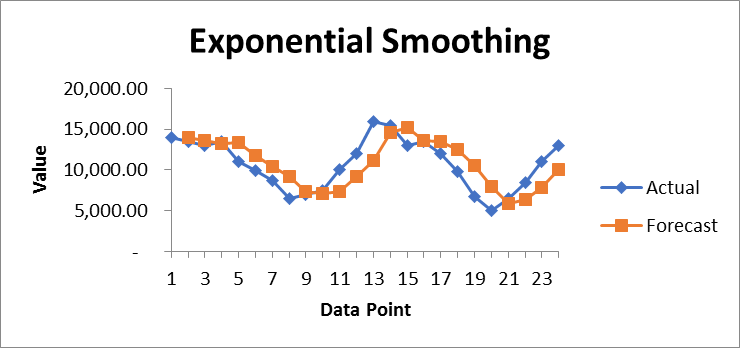 Exponential Smoothing
20,000.00
15,000.00
10,000.00
5,000.00
-
Value
1 3 5 7 9 11 13 15 17 19 21 23
Data Point
Actual
Forecast